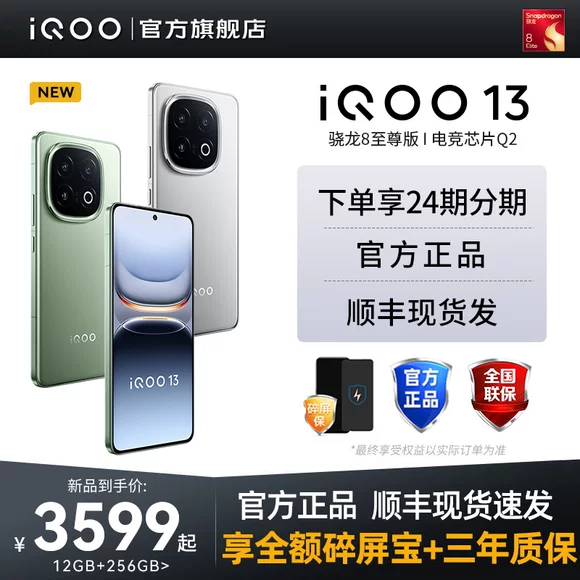 iQOO 官方旗舰店
Snapdragon
骁龙
8
Elite
NEW
iQOO 13
骁龙8至尊版 | 电竞芯片Q2
下单享24期分期
官方正品
顺丰现货发
iQOO
iQOO
iQOO 13
碎屏保
官方正品
全国联保
*最终享受权益以实际订单为准
新品到手价:
¥3599起
12GB+256GB>
官方正品 顺丰现货速发
享全额碎屏宝+三年质保